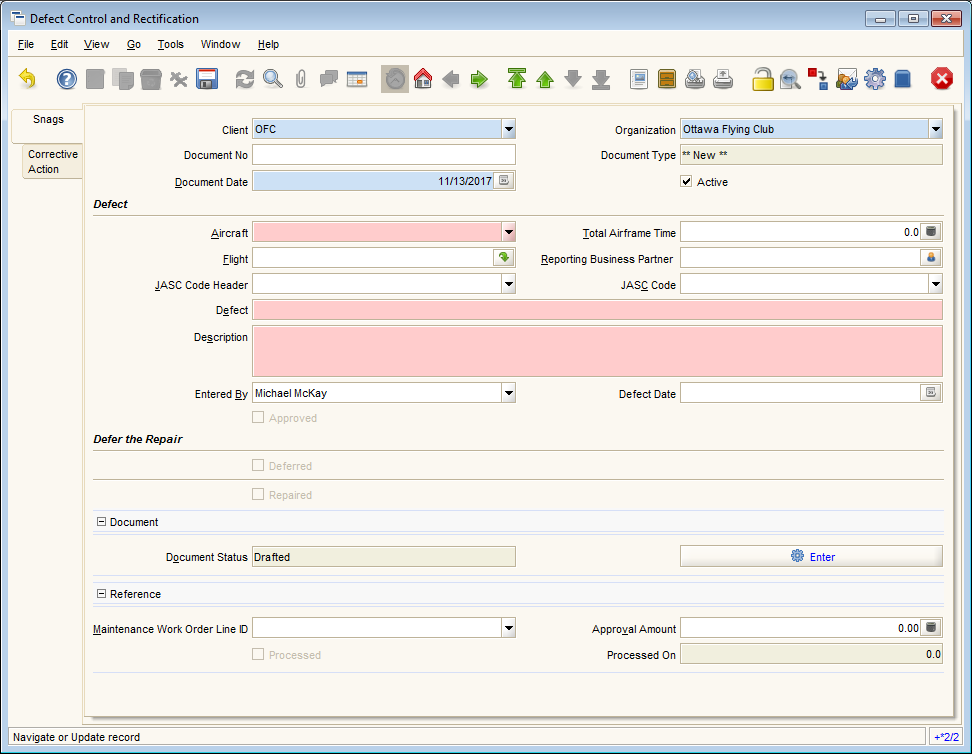 Defect Control and Rectification
File Edit View Go Tools Window Help
Snags
Corrective
Action
Client OFC Organization Ottawa Flying Club
Document No Document Type ** New **
Document Date 11/13/2017 Active
Defect
Aircraft Total Airframe Time 0.0
Flight Reporting Business Partner
JASC Code Header JASC Code
Defect
Description
Entered By Michael McKay Defect Date
Approved
Defer the Repair
Deferred
Repaired
Document
Document Status Drafted Enter
Reference
Maintenance Work Order Line ID Approval Amount 0.00
Processed Processed On 0.0
Navigate or Update record +*2/2